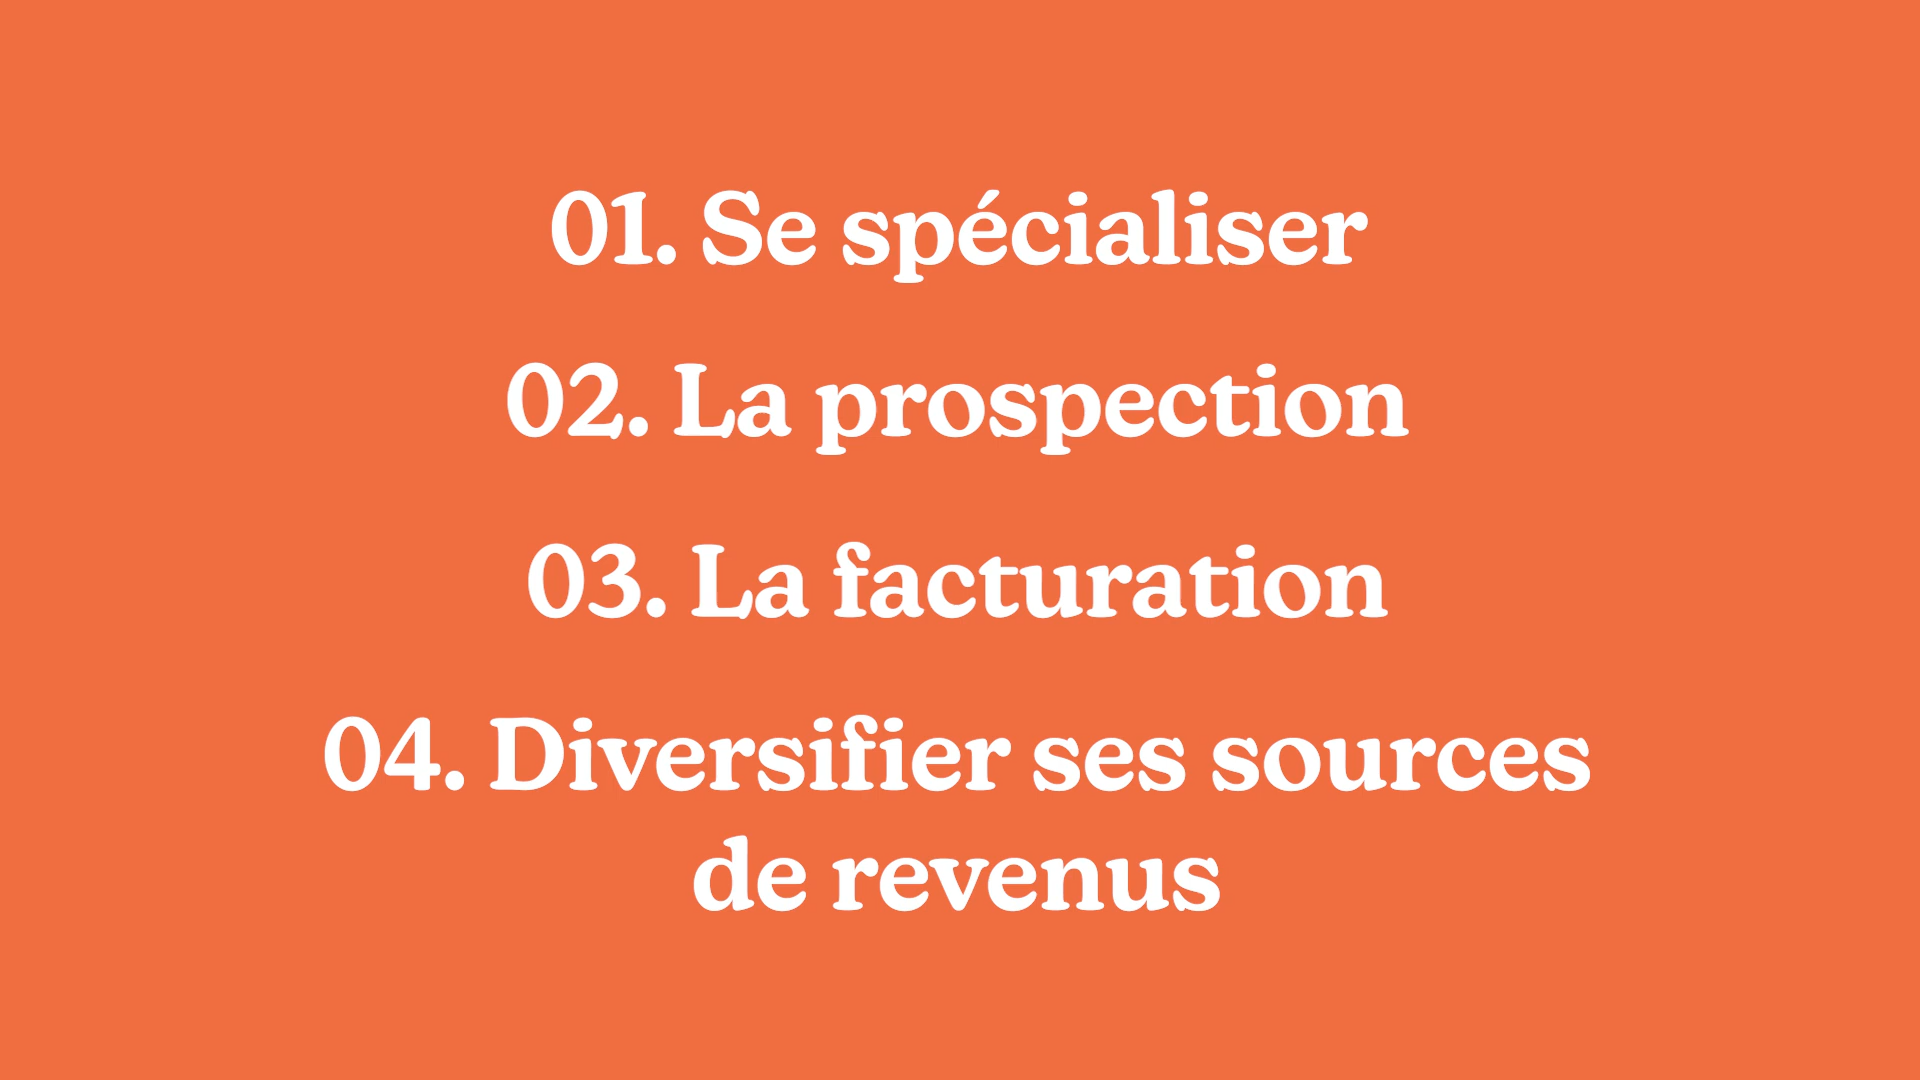 01. Se spécialiser
02. La prospection
03. La facturation
04. Diversifier ses sources
de revenus